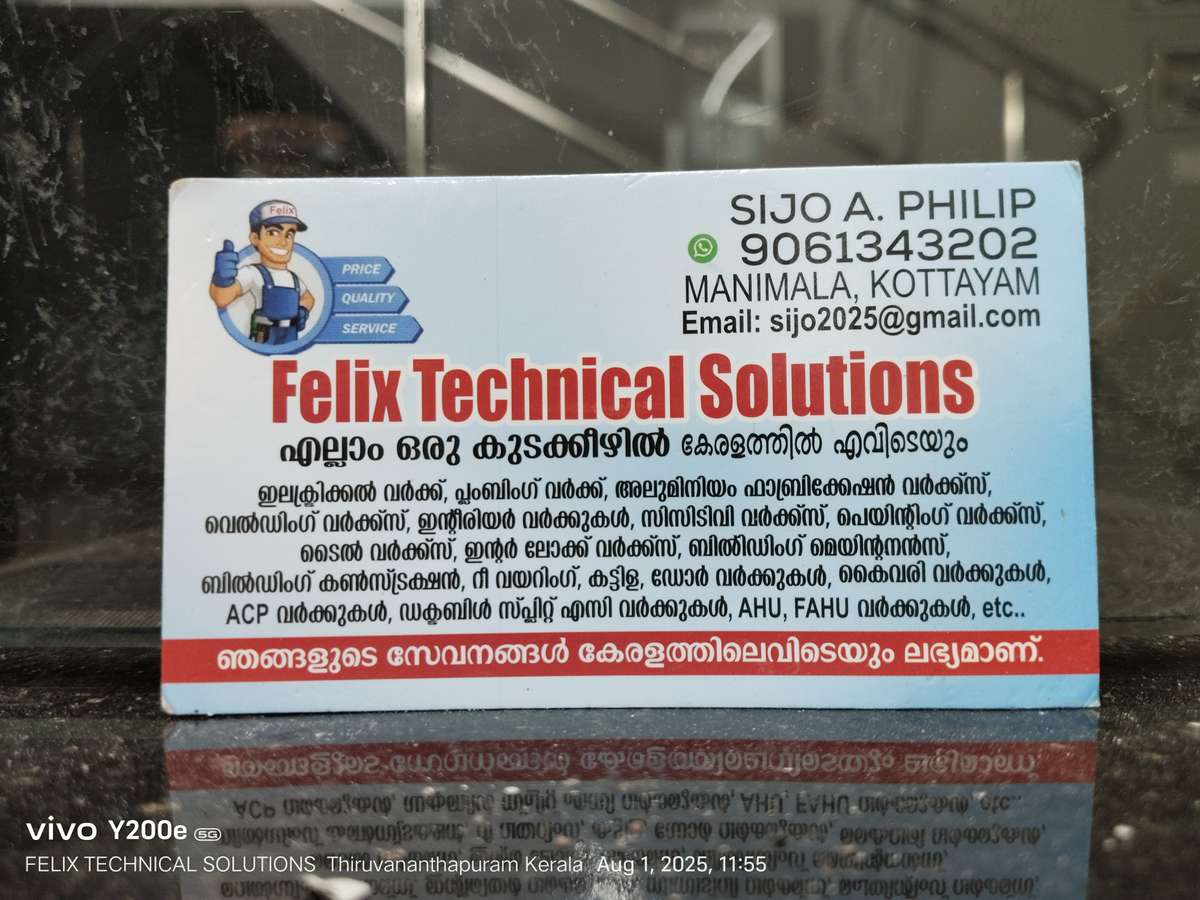 Felix
PRICE
QUALITY
SERVICE
SIJO A. PHILIP
9061343202
MANIMALA, KOTTAYAM
Email: sijo2025@gmail.com
Felix Technical Solutions
എല്ലാം ഒരു കുടക്കീഴിൽ കേരളത്തിൽ എവിടെയും
ഇലക്ട്രിക്കൽ വർക്ക്, പ്ലംബിംഗ് വർക്ക്, അലുമിനിയം ഫാബ്രിക്കേഷൻ വർക്ക്സ്,
വെൽഡിംഗ് വർക്ക്സ്, ഇന്റീരിയർ വർക്കുകൾ, സിസിടിവി വർക്ക്സ്, പെയിന്റിംഗ് വർക്ക്സ്,
ടൈൽ വർക്ക്സ്, ഇന്റർ ലോക്ക് വർക്ക്സ്, ബിൽിഡിംഗ് മെയിന്റനൻസ്,
ബിൽഡിംഗ് കൺസ്ട്രക്ഷൻ, റീ വയറിംഗ്, കട്ടിള, ഡോർ വർക്കുകൾ, കൈവരി വർക്കുകൾ,
ACP വർക്കുകൾ, ഡക്ടബിൾ സ്പ്ലിറ്റ് എസി വർക്കുകൾ, AHU, FAHU വർക്കുകൾ, etc..
ഞങ്ങളുടെ സേവനങ്ങൾ കേരളത്തിലെവിടെയും ലഭ്യമാണ്.
vivo Y200e 5G
FELIX TECHNICAL SOLUTIONS Thiruvananthapuram Kerala Aug 1, 2025, 11:55